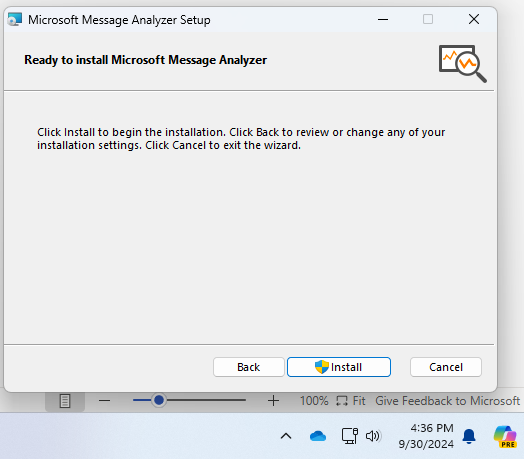 Microsoft Message Analyzer Setup
Ready to install Microsoft Message Analyzer
Click Install to begin the installation. Click Back to review or change any of your
installation settings. Click Cancel to exit the wizard.
Back
Install
Cancel
100%
Fit
Give Feedback to Microsoft
4:36 PM
9/30/2024
PRE